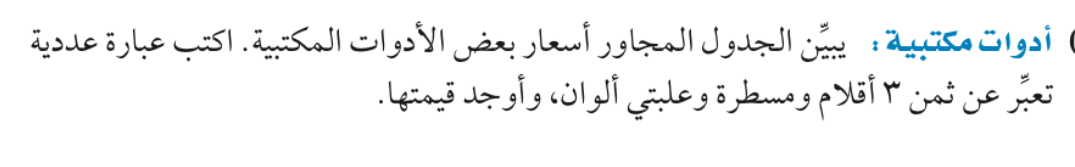 ) أدوات مكتبية : يبيِّن الجدول المجاور أسعار بعض الأدوات المكتبية. اكتب عبارة عددية
تعبِّر عن ثمن ٣ أقلام ومسطرة وعلبتي ألوان، وأوجد قيمتها.